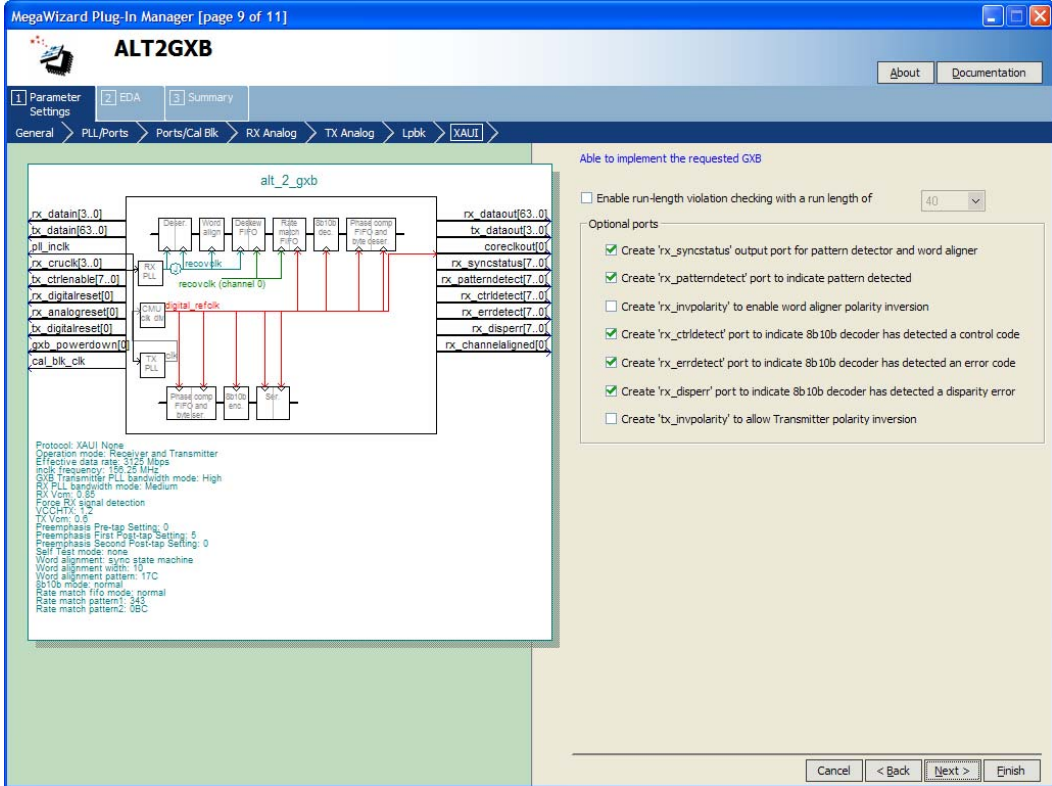 MegaWizard Plug-In Manager [page 9 of 11]
ALT2GXB
About
Documentation
1 Parameter Settings
2 EDA
3 Summary
General
PLL/Ports
Ports/Cal Blk
RX Analog
TX Analog
Lpbk
XAUI
alt_2_gxb
rx_datain[3..0]
tx_datain[63..0]
pll_inclk
rx_cruclk[3..0]
tx_ctrlenable[7..0]
rx_digitalreset[0]
rx_analogreset[0]
tx_digitalreset[0]
gxb_powerdown[0]
cal_blk_clk
Deser.
Word align
Deskew FIFO
Rate match FIFO
8b10b dec.
Phase comp FIFO and byte deser.
RX PLL
recovclk
recovclk (channel 0)
CMU clk div
digital_refclk
TX PLL
clk
Phase comp FIFO and byte ser.
8b10b enc.
Ser.
rx_dataout[63..0]
tx_dataout[3..0]
coreclkout[0]
rx_syncstatus[7..0]
rx_patterndetect[7..0]
rx_ctrldetect[7..0]
rx_errdetect[7..0]
rx_disperr[7..0]
rx_channelaligned[0]
Protocol: XAUI None
Operation mode: Receiver and Transmitter
Effective data rate: 3125 Mbps
inclk frequency: 156.25 MHz
GXB Transmitter PLL bandwidth mode: High
RX PLL bandwidth mode: Medium
RX Vcm: 0.85
Force RX signal detection
VCCHTX: 1.2
TX Vcm: 0.6
Preemphasis Pre-tap Setting: 0
Preemphasis First Post-tap Setting: 5
Preemphasis Second Post-tap Setting: 0
Self Test mode: none
Word alignment: sync state machine
Word alignment width: 10
Word alignment pattern: 17C
8b10b mode: normal
Rate match fifo mode: normal
Rate match pattern1: 343
Rate match pattern2: 0BC
Able to implement the requested GXB
Enable run-length violation checking with a run length of
40
Optional ports
Create 'rx_syncstatus' output port for pattern detector and word aligner
Create 'rx_patterndetect' port to indicate pattern detected
Create 'rx_invpolarity' to enable word aligner polarity inversion
Create 'rx_ctrldetect' port to indicate 8b10b decoder has detected a control code
Create 'rx_errdetect' port to indicate 8b10b decoder has detected an error code
Create 'rx_disperr' port to indicate 8b10b decoder has detected a disparity error
Create 'tx_invpolarity' to allow Transmitter polarity inversion
Cancel
< Back
Next >
Finish